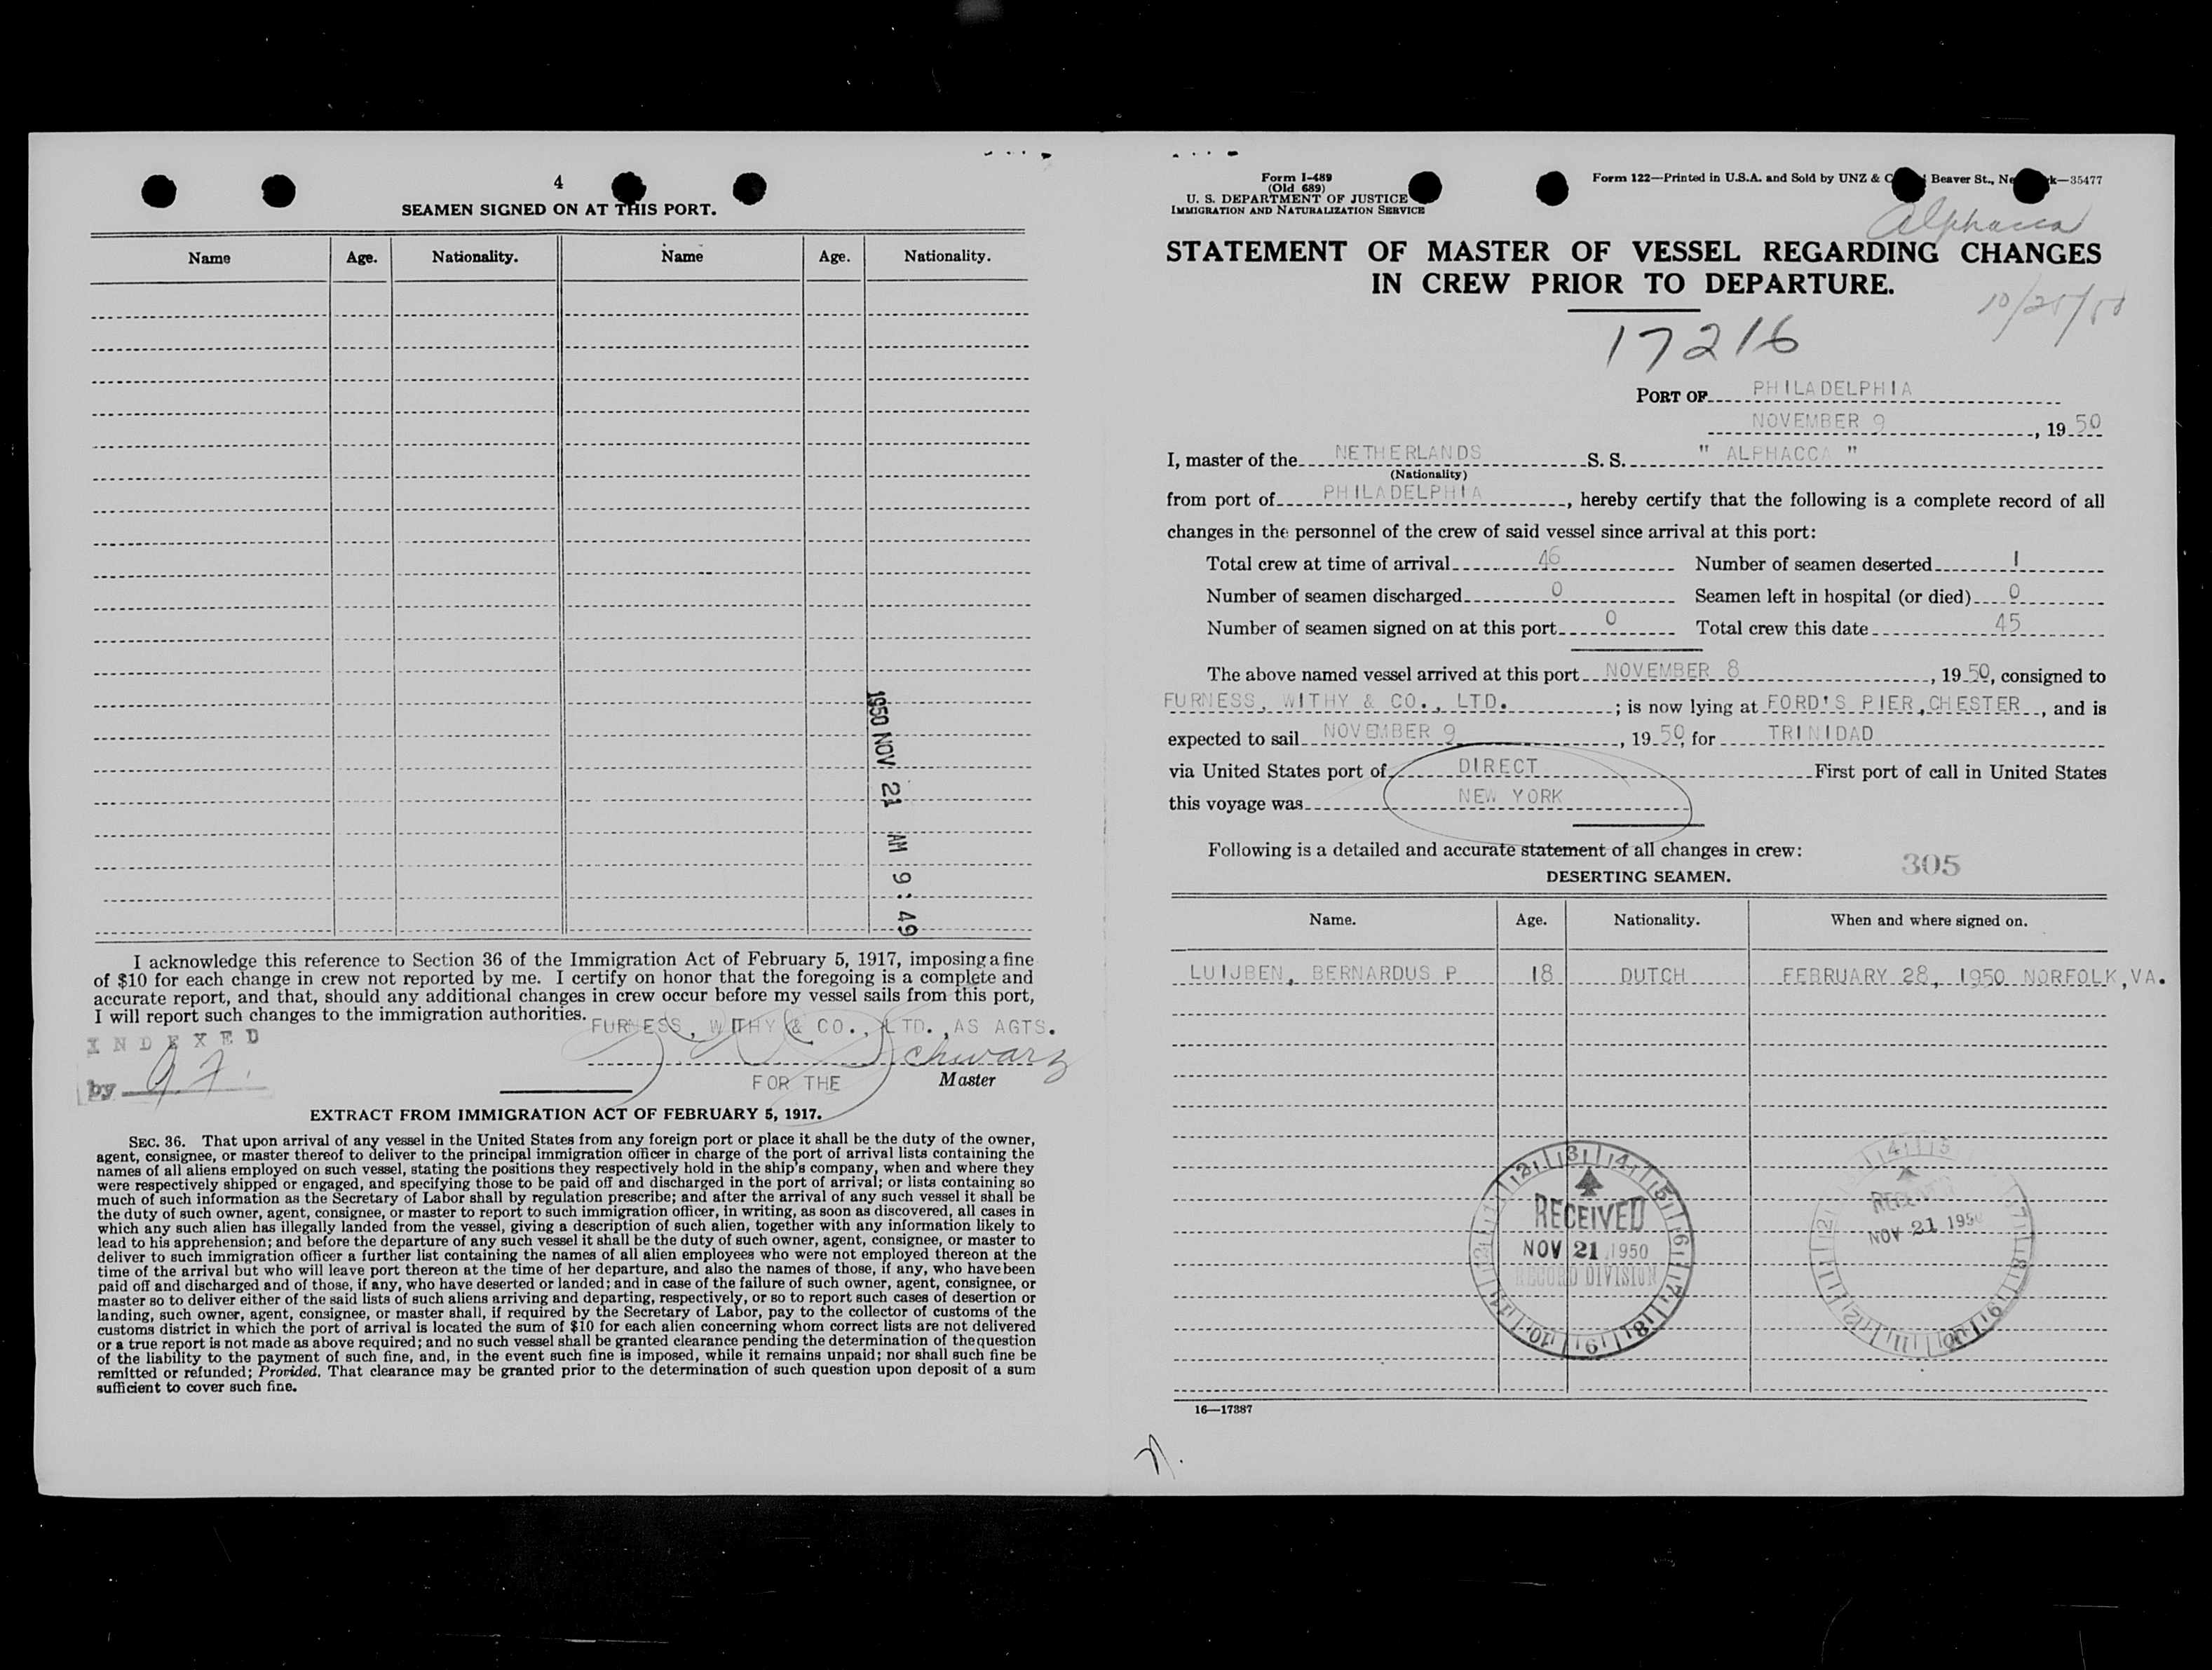 4
SEAMEN SIGNED ON AT THIS PORT.
Name Age. Nationality. Name Age. Nationality.
1950 NOV 21 AM 9:49
I acknowledge this reference to Section 36 of the Immigration Act of February 5, 1917, imposing a fine
of $10 for each change in crew not reported by me. I certify on honor that the foregoing is a complete and
accurate report, and that, should any additional changes in crew occur before my vessel sails from this port,
I will report such changes to the immigration authorities.
FURNESS, WITHY & CO., LTD., AS AGTS.
INDEXED
by
Schwarz
FOR THE Master
EXTRACT FROM IMMIGRATION ACT OF FEBRUARY 5, 1917.
SEC. 36. That upon arrival of any vessel in the United States from any foreign port or place it shall be the duty of the owner,
agent, consignee, or master thereof to deliver to the principal immigration officer in charge of the port of arrival lists containing the
names of all aliens employed on such vessel, stating the positions they respectively hold in the ship's company, when and where they
were respectively shipped or engaged, and specifying those to be paid off and discharged in the port of arrival; or lists containing so
much of such information as the Secretary of Labor shall by regulation prescribe; and after the arrival of any such vessel it shall be
the duty of such owner, agent, consignee, or master to report to such immigration officer, in writing, as soon as discovered, all cases in
which any such alien has illegally landed from the vessel, giving a description of such alien, together with any information likely to
lead to his apprehension; and before the departure of any such vessel it shall be the duty of such owner, agent, consignee, or master to
deliver to such immigration officer a further list containing the names of all alien employees who were not employed thereon at the
time of the arrival but who will leave port thereon at the time of her departure, and also the names of those, if any, who have been
paid off and discharged and of those, if any, who have deserted or landed; and in case of the failure of such owner, agent, consignee, or
master so to deliver either of the said lists of such aliens arriving and departing, respectively, or so to report such cases of desertion or
landing, such owner, agent, consignee, or master shall, if required by the Secretary of Labor, pay to the collector of customs of the
customs district in which the port of arrival is located the sum of $10 for each alien concerning whom correct lists are not delivered
or a true report is not made as above required; and no such vessel shall be granted clearance pending the determination of the question
of the liability to the payment of such fine, and, in the event such fine is imposed, while it remains unpaid; nor shall such fine be
remitted or refunded; Provided, That clearance may be granted prior to the determination of such question upon deposit of a sum
sufficient to cover such fine.
Form I-489
(Old 689)
U. S. DEPARTMENT OF JUSTICE
IMMIGRATION AND NATURALIZATION SERVICE
Form 122—Printed in U.S.A. and Sold by UNZ & C Beaver St., Ne k—35477
Alphacca
STATEMENT OF MASTER OF VESSEL REGARDING CHANGES
IN CREW PRIOR TO DEPARTURE.
17216
PORT OF PHILADELPHIA
NOVEMBER 9, 1950
I, master of the NETHERLANDS S. S. " ALPHACCA "
(Nationality)
from port of PHILADELPHIA, hereby certify that the following is a complete record of all
changes in the personnel of the crew of said vessel since arrival at this port:
Total crew at time of arrival 46 Number of seamen deserted 1
Number of seamen discharged 0 Seamen left in hospital (or died) 0
Number of seamen signed on at this port 0 Total crew this date 45
The above named vessel arrived at this port NOVEMBER 8, 1950, consigned to
FURNESS, WITHY & CO., LTD.; is now lying at FORD'S PIER, CHESTER, and is
expected to sail NOVEMBER 9, 1950, for TRINIDAD
via United States port of DIRECT First port of call in United States
this voyage was NEW YORK
Following is a detailed and accurate statement of all changes in crew:
305
DESERTING SEAMEN.
Name. Age. Nationality. When and where signed on.
LUIJBEN, BERNARDUS P 18 DUTCH FEBRUARY 28, 1950 NORFOLK, VA.
RECEIVED
NOV 21 1950
RECORD DIVISION
NOV 21 1950
16—17387